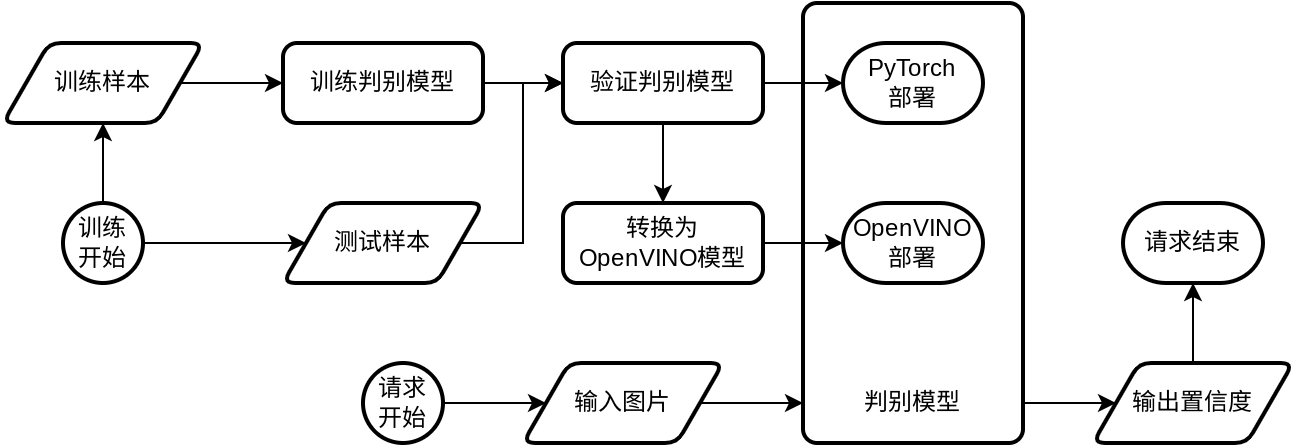 训练样本
训练判别模型
验证判别模型
PyTorch
部署
训练
开始
测试样本
转换为
OpenVINO模型
OpenVINO
部署
请求结束
请求
开始
输入图片
判别模型
输出置信度